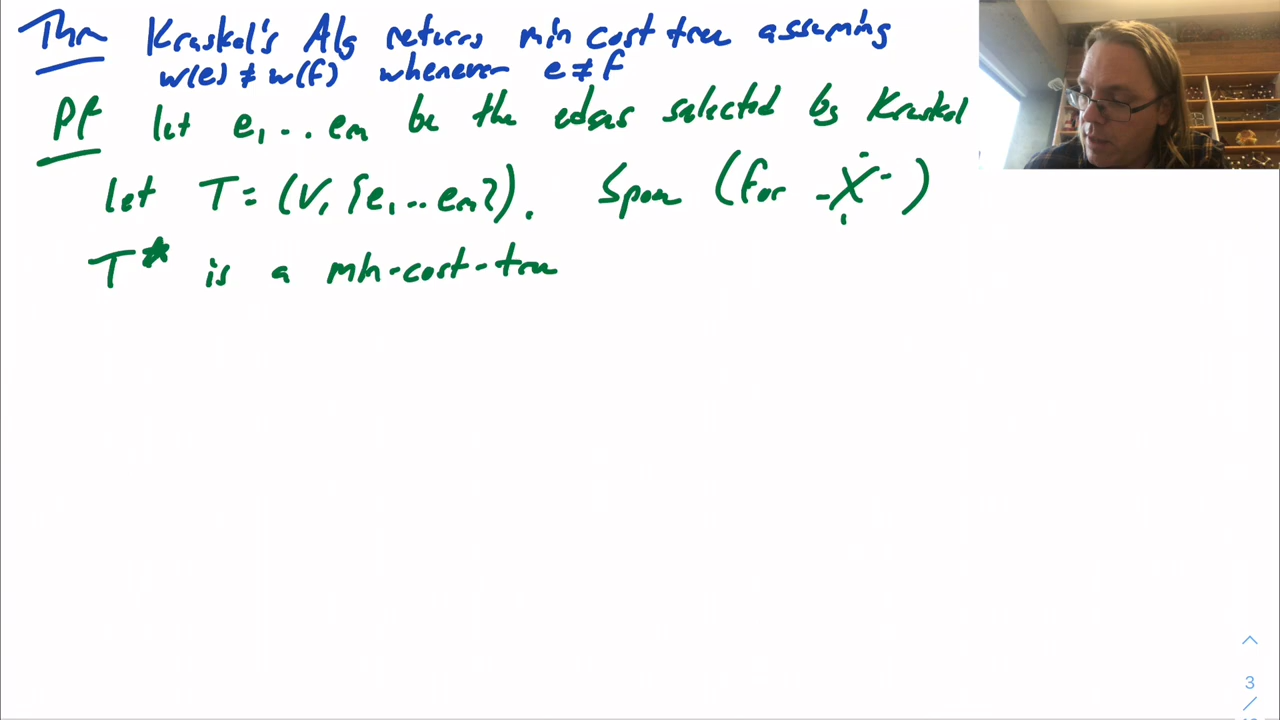 Thm Kruskal's Alg returns min cost tree assuming
w(e) ≠ w(f) whenever e ≠ f
Pf let e₁ ... eₘ be the edges selected by Kruskal
let T = (V, {e₁ ... eₘ}). Spose (for -X-)
T* is a min-cost-tree
3
/